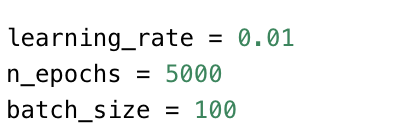 learning_rate = 0.01
n_epochs = 5000
batch_size = 100